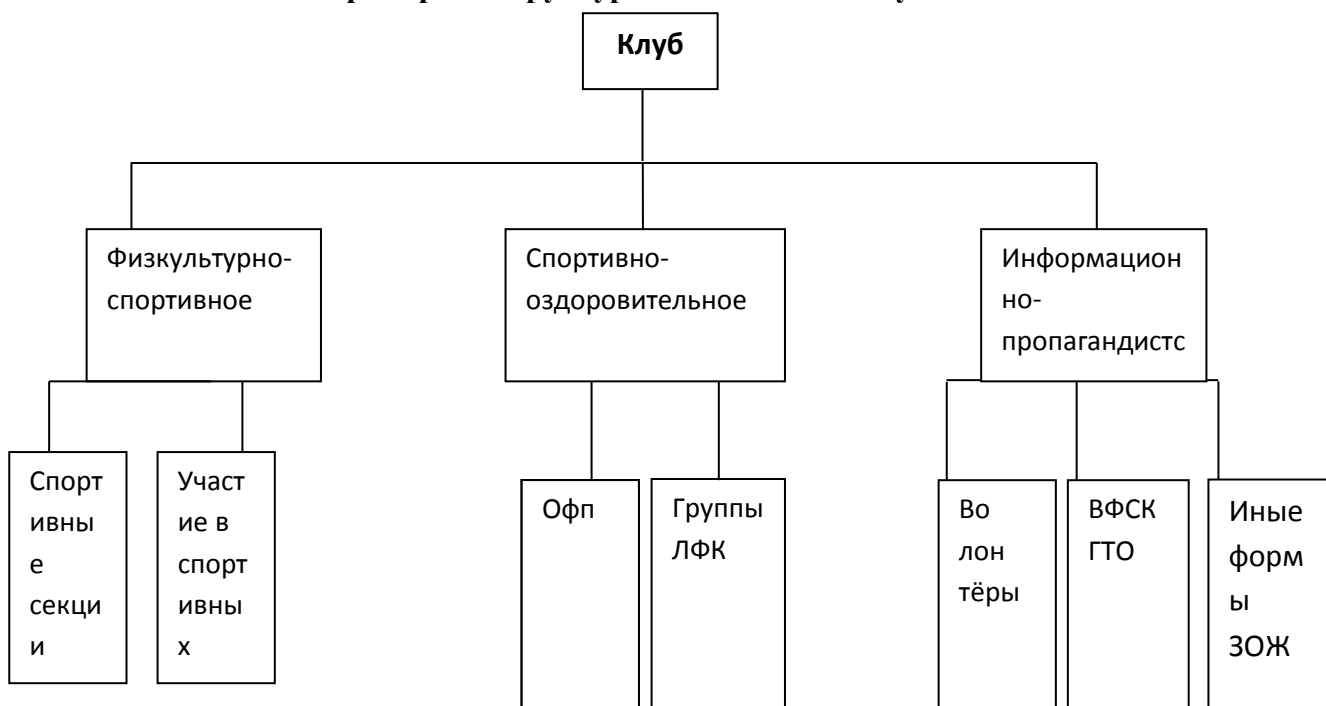 Клуб
Физкультурно-
спортивное
Спортивно-
оздоровительное
Информацион
но-
пропагандистс
Спорт
ивны
е
секци
и
Участ
ие в
спорт
ивны
х
Офп
Группы
ЛФК
Во
лон
тёры
ВФСК
ГТО
Иные
форм
ы
ЗОЖ